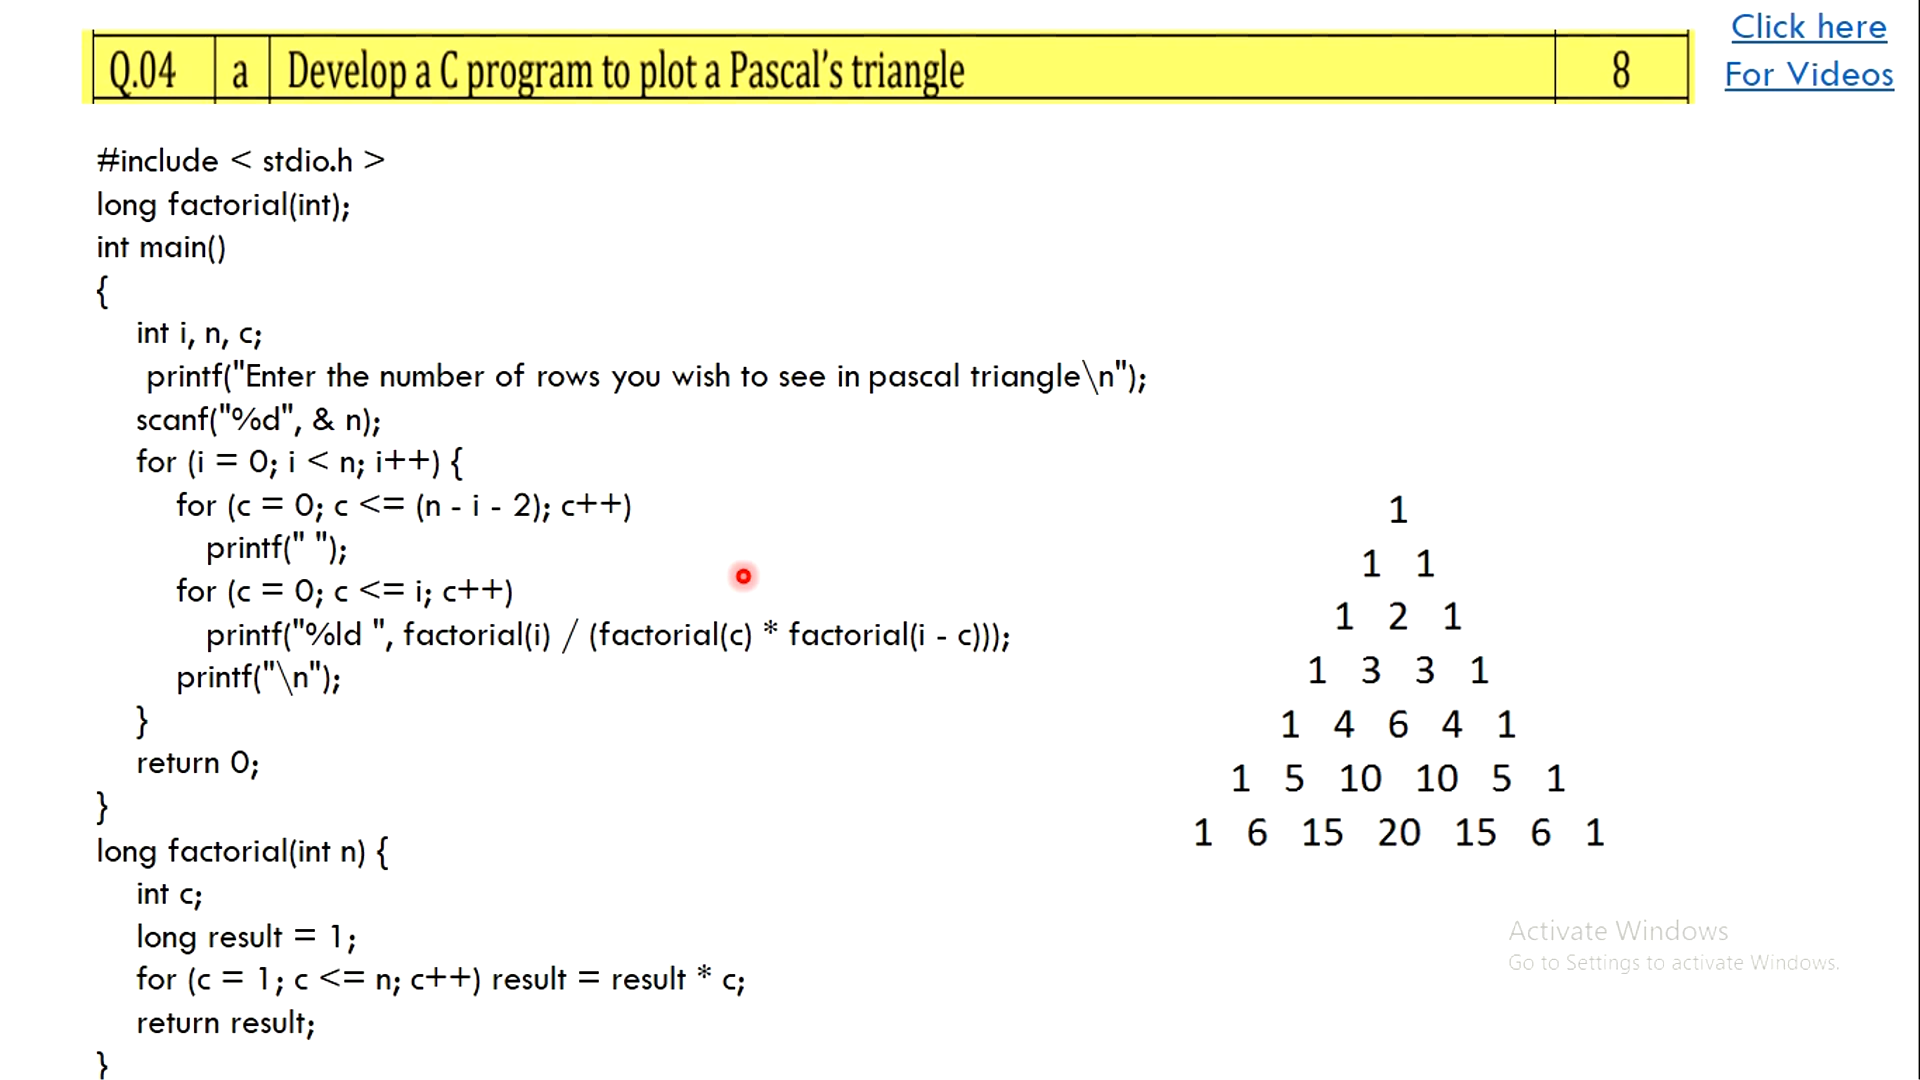 Click here
For Videos
Q.04 a Develop a C program to plot a Pascal's triangle 8
#include < stdio.h >
long factorial(int);
int main()
{
int i, n, c;
printf("Enter the number of rows you wish to see in pascal triangle\n");
scanf("%d", & n);
for (i = 0; i < n; i++) {
for (c = 0; c <= (n - i - 2); c++)
printf(" ");
for (c = 0; c <= i; c++)
printf("%ld ", factorial(i) / (factorial(c) * factorial(i - c)));
printf("\n");
}
return 0;
}
long factorial(int n) {
int c;
long result = 1;
for (c = 1; c <= n; c++) result = result * c;
return result;
}
1
1 1
1 2 1
1 3 3 1
1 4 6 4 1
1 5 10 10 5 1
1 6 15 20 15 6 1
Activate Windows
Go to Settings to activate Windows.